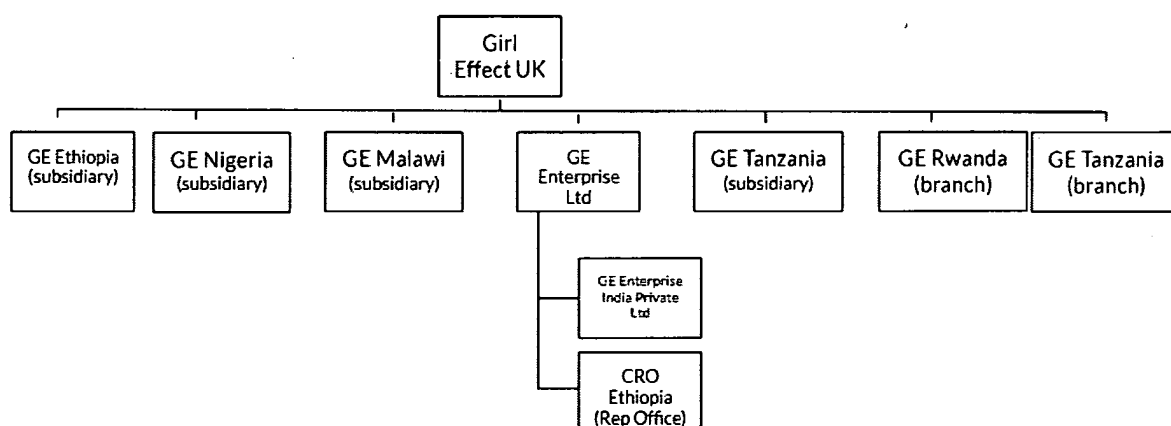 Girl
Effect UK
GE Ethiopia
(subsidiary)
GE Nigeria
(subsidiary)
GE Malawi
(subsidiary)
GE
Enterprise
Ltd
GE Tanzania
(subsidiary)
GE Rwanda
(branch)
GE Tanzania
(branch)
GE Enterprise
India Private
Ltd
CRO
Ethiopia
(Rep Office)